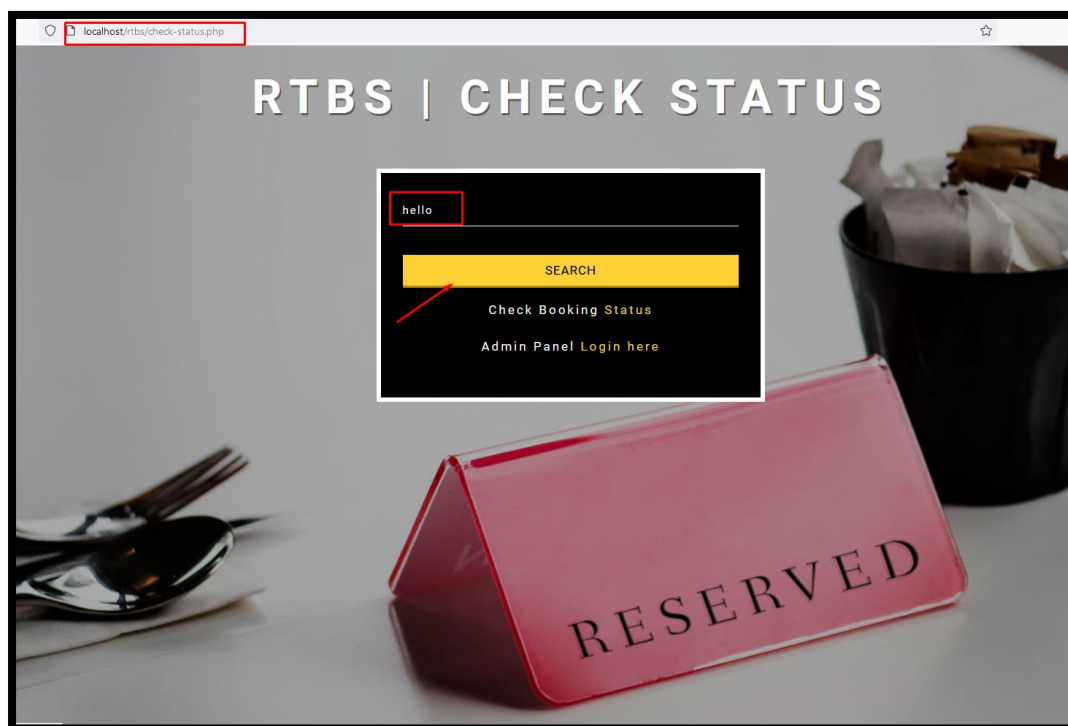 localhost/rtbs/check-status.php
RTBS | CHECK STATUS
hello
SEARCH
Check Booking Status
Admin Panel Login here
RESERVED